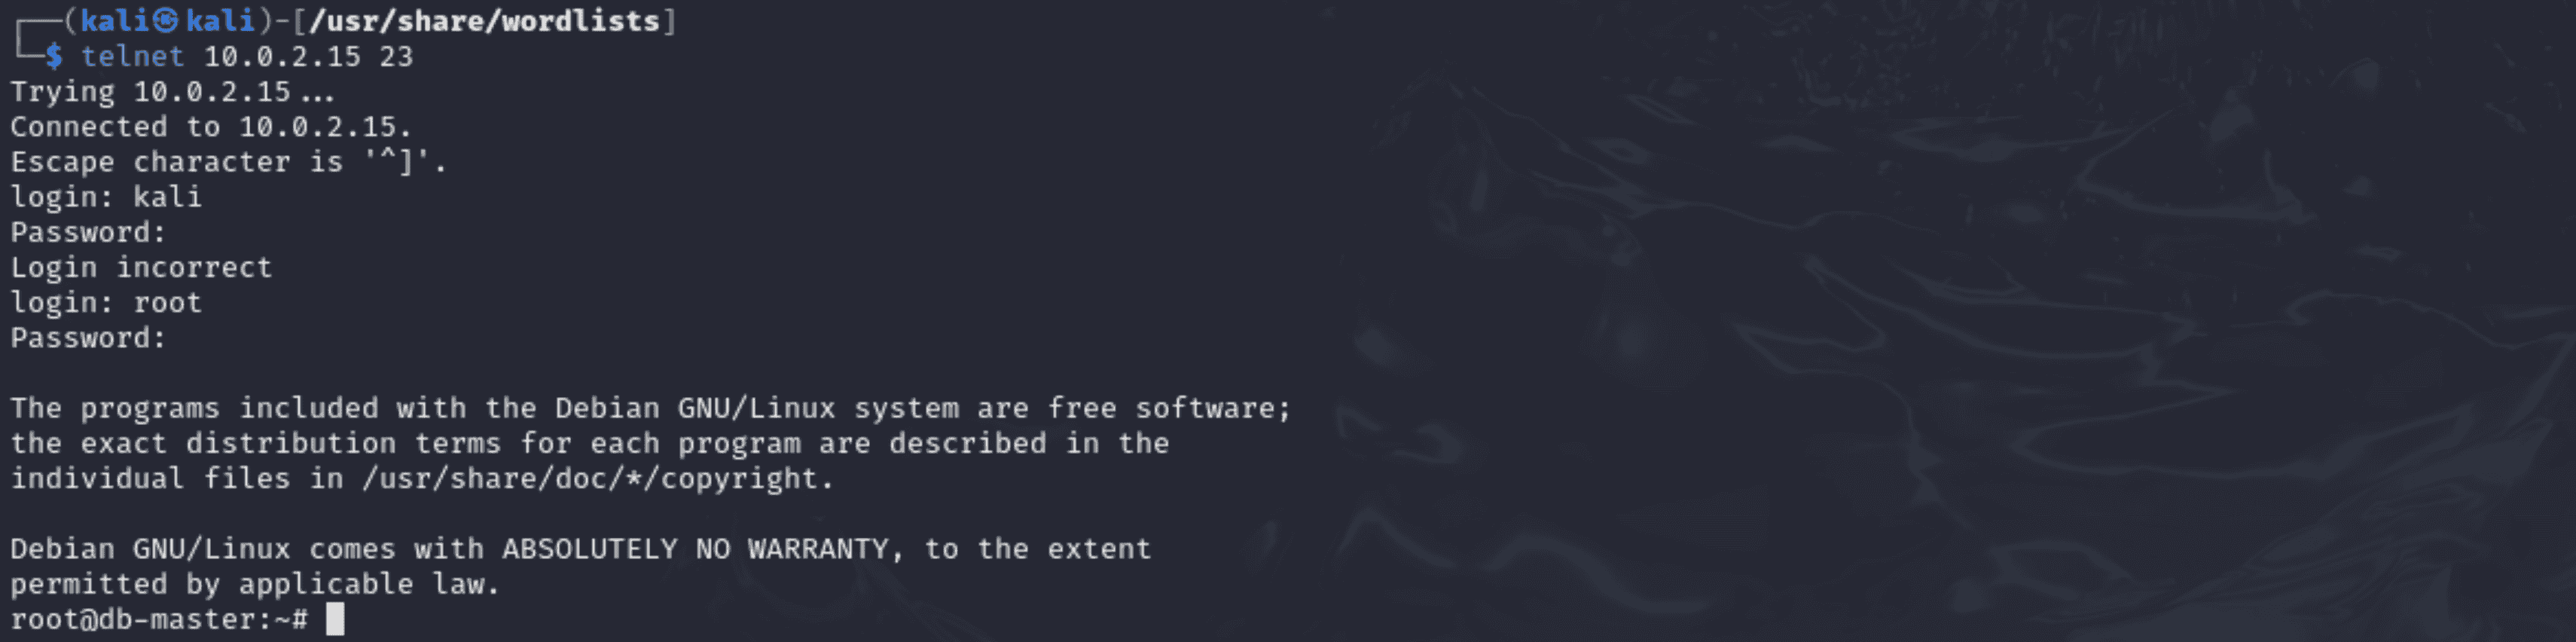 ┌──(kali㉿kali)-[/usr/share/wordlists]
└─$ telnet 10.0.2.15 23
Trying 10.0.2.15...
Connected to 10.0.2.15.
Escape character is '^]'.
login: kali
Password:
Login incorrect
login: root
Password:
The programs included with the Debian GNU/Linux system are free software;
the exact distribution terms for each program are described in the
individual files in /usr/share/doc/*/copyright.
Debian GNU/Linux comes with ABSOLUTELY NO WARRANTY, to the extent
permitted by applicable law.
root@db-master:~#